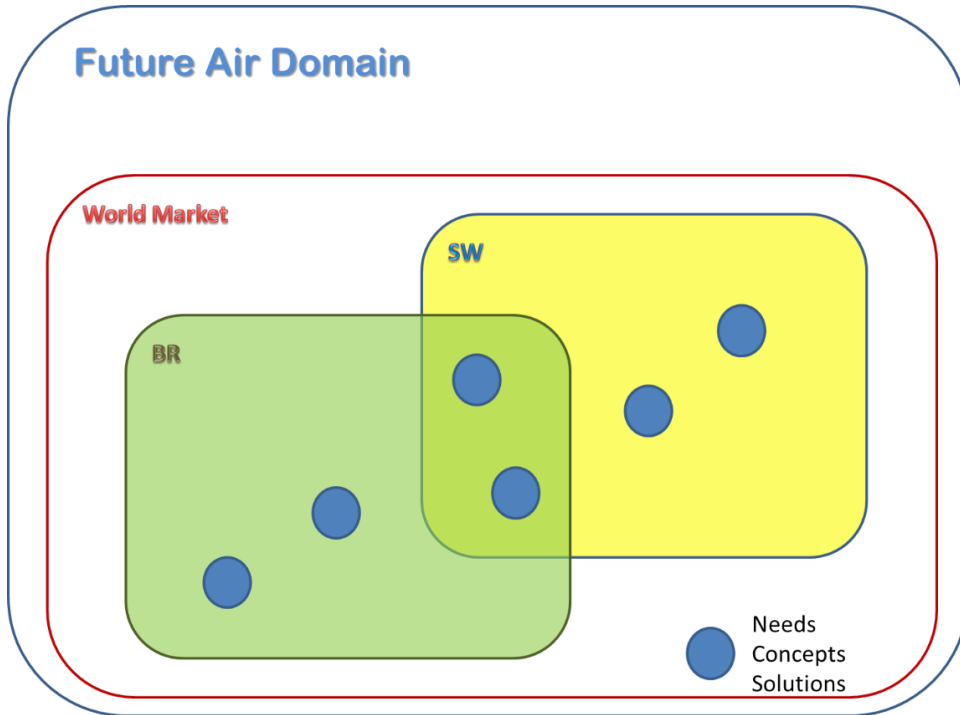 Future Air Domain
World Market
SW
BR
Needs
Concepts
Solutions